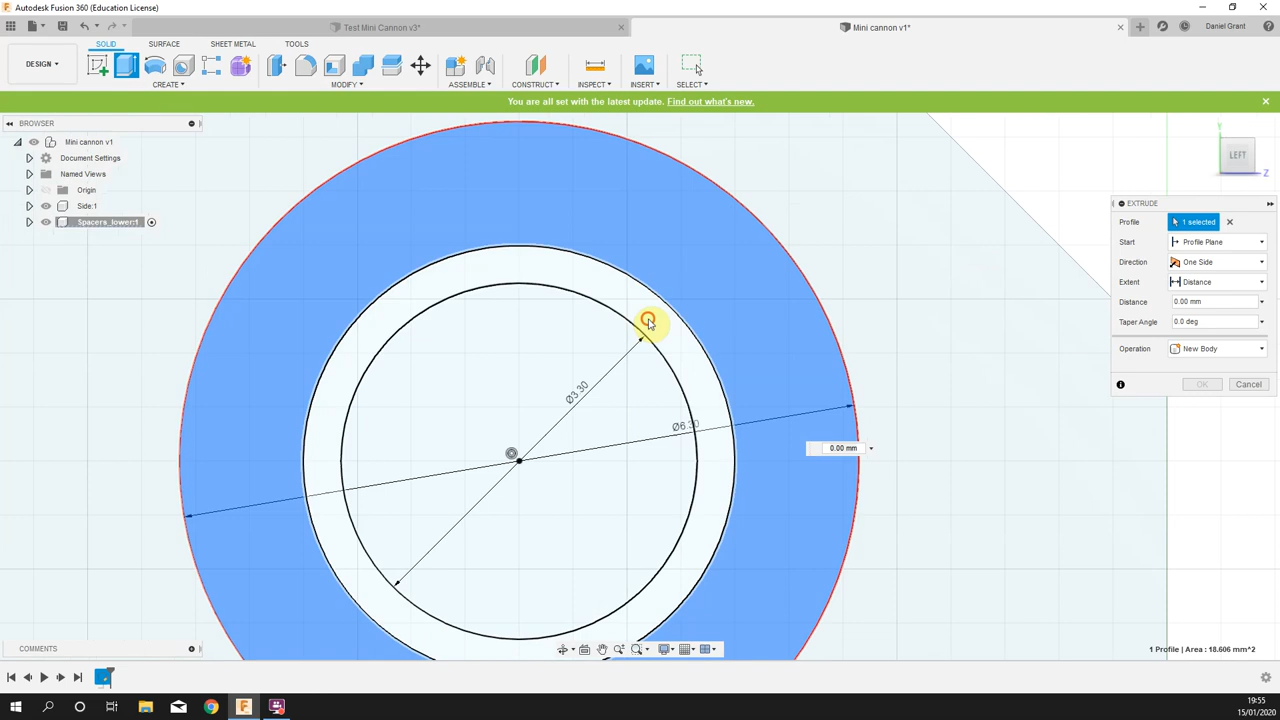 Autodesk Fusion 360 (Education License)
Test Mini Cannon v3*
Mini cannon v1*
Daniel Grant
DESIGN
SOLID
SURFACE
SHEET METAL
TOOLS
CREATE
MODIFY
ASSEMBLE
CONSTRUCT
INSPECT
INSERT
SELECT
You are all set with the latest update. Find out what's new.
BROWSER
Mini cannon v1
Document Settings
Named Views
Origin
Side:1
Spacers_lower:1
LEFT
Y
Z
EXTRUDE
Profile
1 selected
Start
Profile Plane
Direction
One Side
Extent
Distance
Distance
0.00 mm
Taper Angle
0.0 deg
Operation
New Body
OK
Cancel
Ø3.30
0.00 mm
COMMENTS
1 Profile | Area : 18.606 mm^2
19:55
15/01/2020